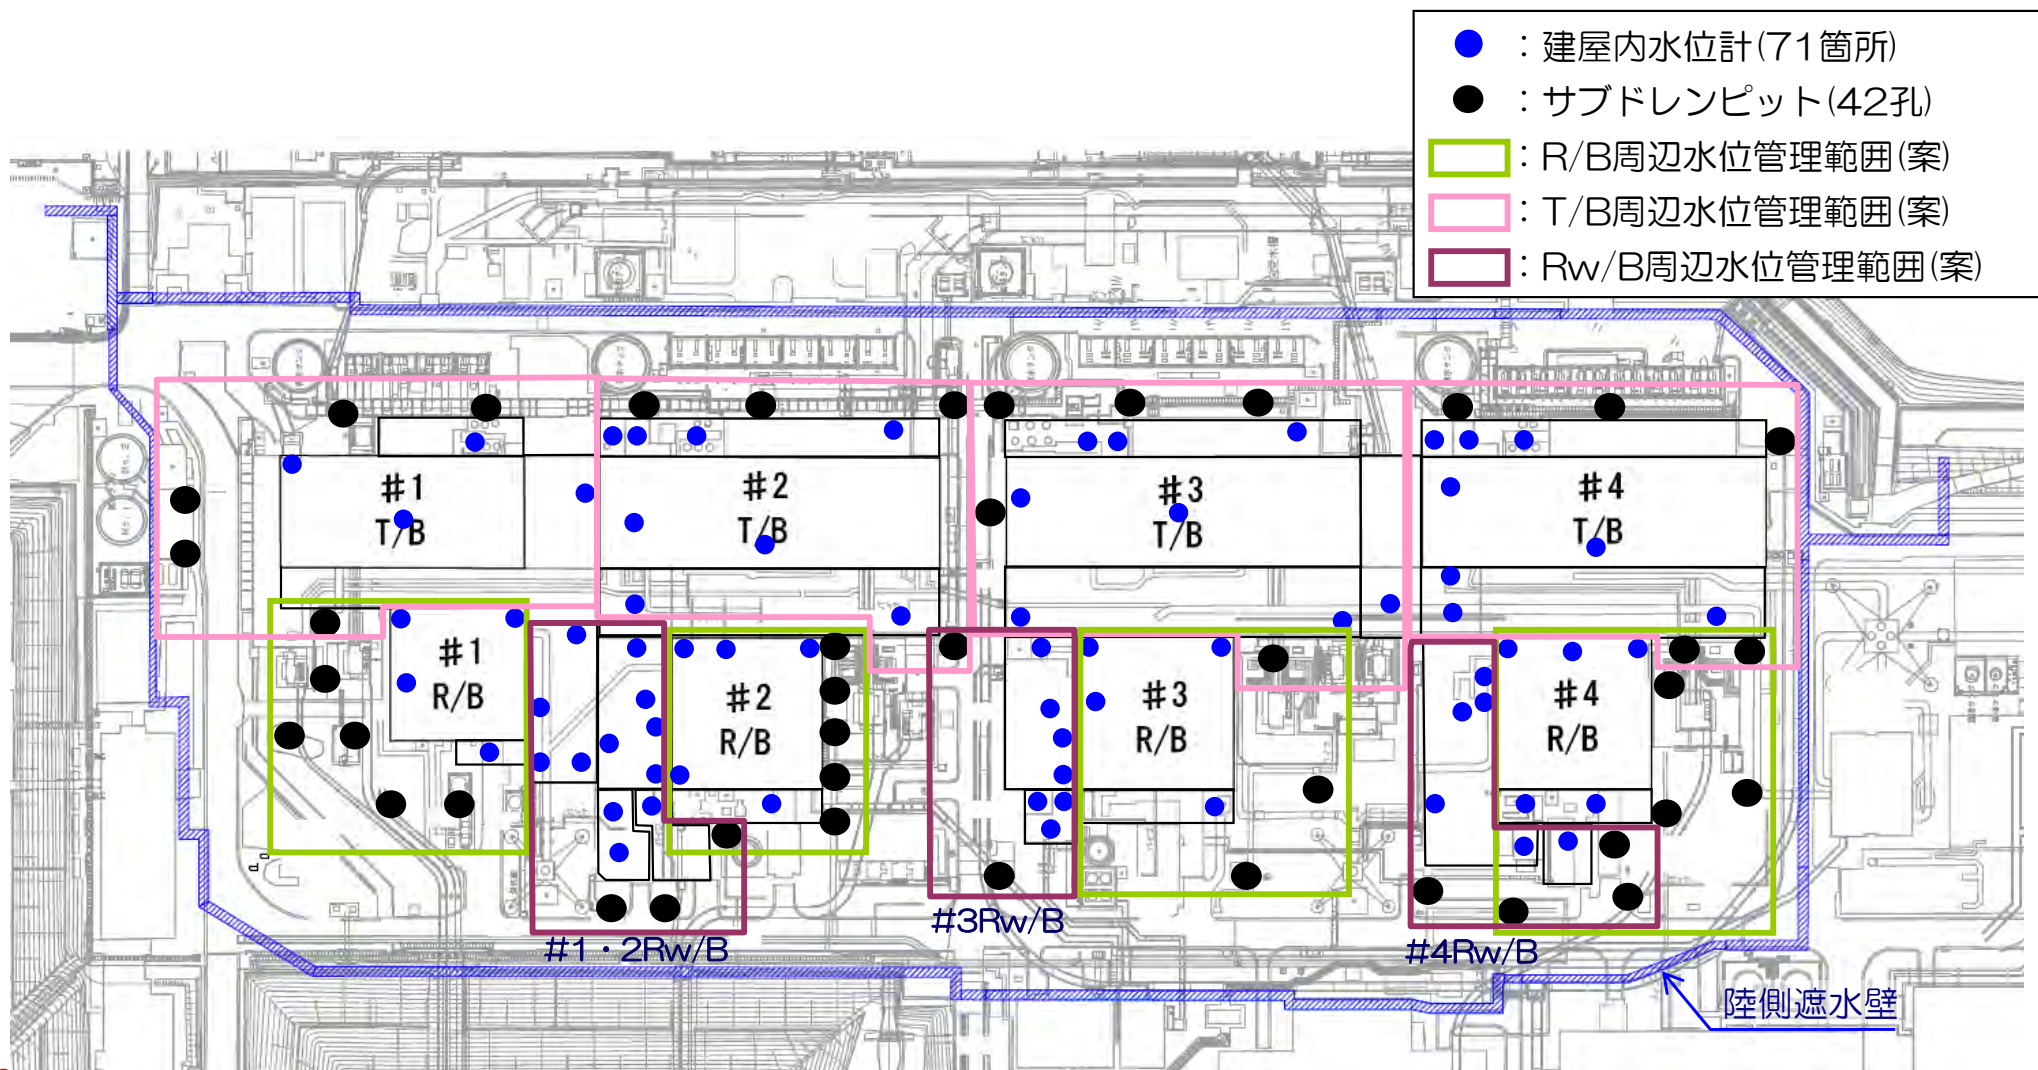 ：建屋内水位計(71箇所)
：サブドレンピット(42孔)
：R/B周辺水位管理範囲(案)
：T/B周辺水位管理範囲(案)
：Rw/B周辺水位管理範囲(案)
#1
T/B
#2
T/B
#3
T/B
#4
T/B
#1
R/B
#2
R/B
#3
R/B
#4
R/B
#1・2Rw/B
#3Rw/B
#4Rw/B
陸側遮水壁